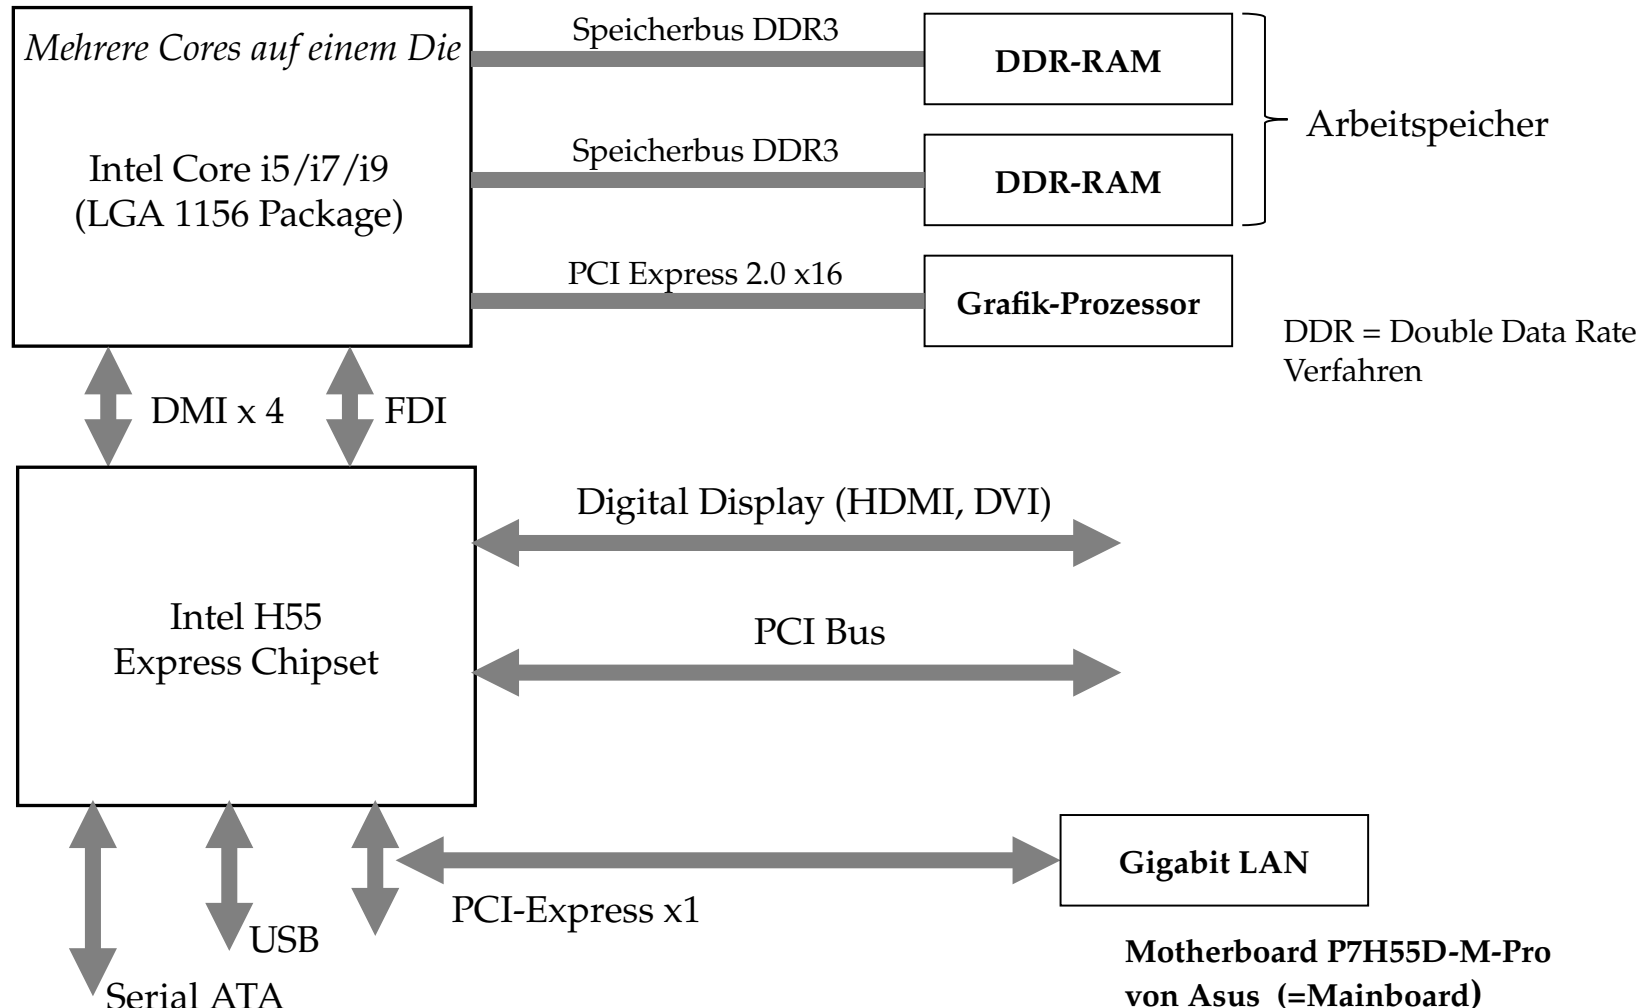 Mehrere Cores auf einem Die
Intel Core i5/i7/i9
(LGA 1156 Package)
Speicherbus DDR3
DDR-RAM
Speicherbus DDR3
DDR-RAM
Arbeitspeicher
PCI Express 2.0 x16
Grafik-Prozessor
DDR = Double Data Rate
Verfahren
DMI x 4
FDI
Intel H55
Express Chipset
Digital Display (HDMI, DVI)
PCI Bus
Gigabit LAN
PCI-Express x1
USB
Serial ATA
Motherboard P7H55D-M-Pro
von Asus (=Mainboard)